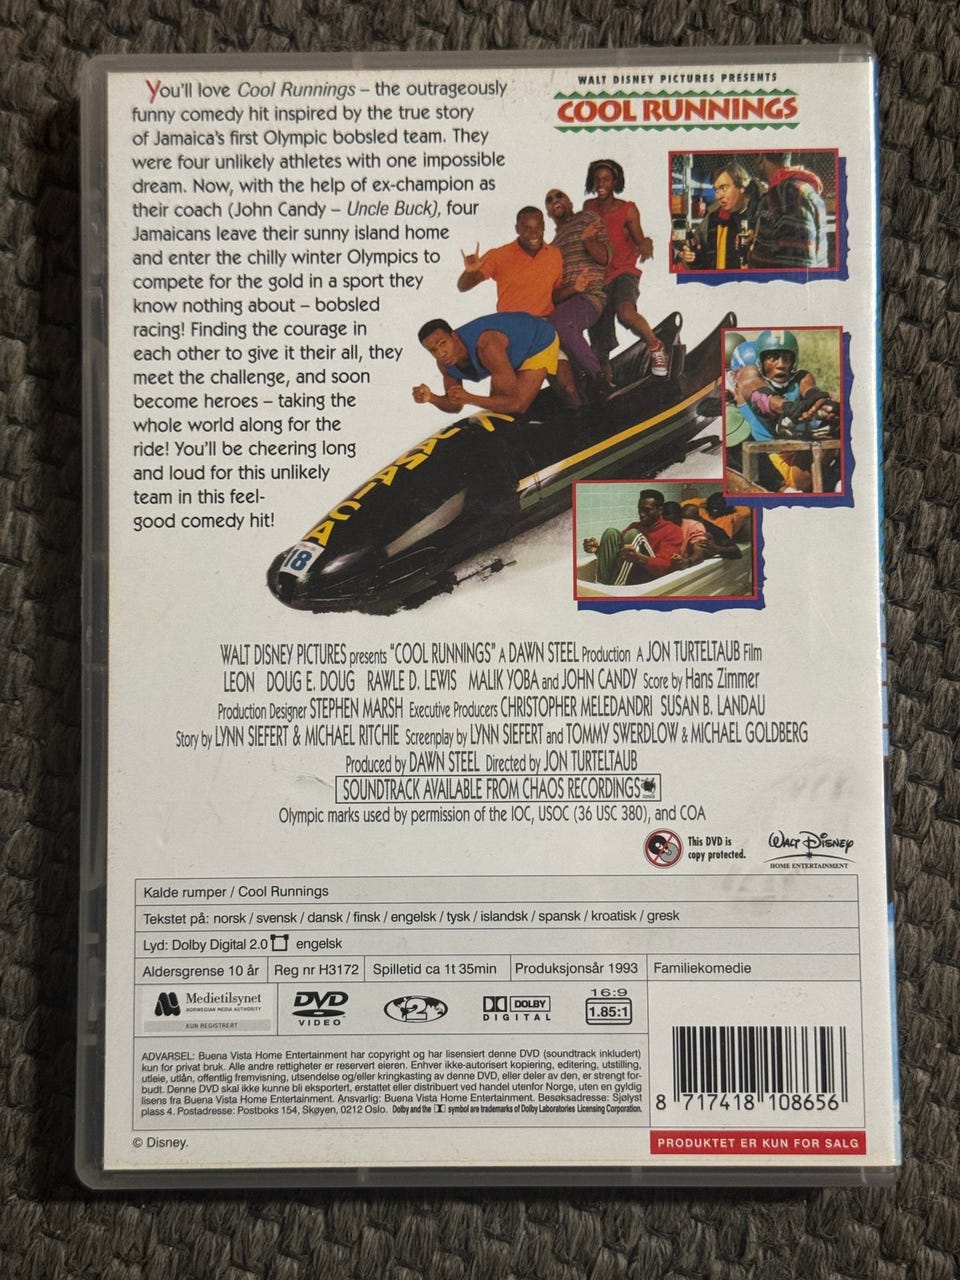 You'll love Cool Runnings – the outrageously
funny comedy hit inspired by the true story
of Jamaica's first Olympic bobsled team. They
were four unlikely athletes with one impossible
dream. Now, with the help of ex-champion as
their coach (John Candy – Uncle Buck), four
Jamaicans leave their sunny island home
and enter the chilly winter Olympics to
compete for the gold in a sport they
know nothing about – bobsled
racing! Finding the courage in
each other to give it their all, they
meet the challenge, and soon
become heroes – taking the
whole world along for the
ride! You'll be cheering long
and loud for this unlikely
team in this feel-
good comedy hit!
WALT DISNEY PICTURES PRESENTS
COOL RUNNINGS
JAMAICA
18
WALT DISNEY PICTURES presents "COOL RUNNINGS" A DAWN STEEL Production A JON TURTELTAUB Film
LEON DOUG E. DOUG RAWLE D. LEWIS MALIK YOBA and JOHN CANDY Score by Hans Zimmer
Production Designer STEPHEN MARSH Executive Producers CHRISTOPHER MELEDANDRI SUSAN B. LANDAU
Story by LYNN SIEFERT & MICHAEL RITCHIE Screenplay by LYNN SIEFERT and TOMMY SWERDLOW & MICHAEL GOLDBERG
Produced by DAWN STEEL Directed by JON TURTELTAUB
SOUNDTRACK AVAILABLE FROM CHAOS RECORDINGS
Olympic marks used by permission of the IOC, USOC (36 USC 380), and COA
This DVD is
copy protected.
WALT DISNEY
HOME ENTERTAINMENT
Kalde rumper / Cool Runnings
Tekstet på: norsk / svensk / dansk / finsk / engelsk / tysk / islandsk / spansk / kroatisk / gresk
Lyd: Dolby Digital 2.0 engelsk
Aldersgrense 10 år Reg nr H3172 Spilletid ca 1t 35min Produksjonsår 1993 Familiekomedie
Medietilsynet
NORWEGIAN MEDIA AUTHORITY
KUN REGISTRERT
DVD
VIDEO
2
DOLBY
DIGITAL
16:9
1.85:1
ADVARSEL: Buena Vista Home Entertainment har copyright og har lisensiert denne DVD (soundtrack inkludert)
kun for privat bruk. Alle andre rettigheter er reservert eieren. Enhver ikke-autorisert kopiering, editering, utstilling,
utleie, utlån, offentlig fremvisning, utsendelse og/eller kringkasting av denne DVD, eller deler av den, er strengt for-
budt. Denne DVD skal ikke kunne bli eksportert, erstattet eller distribuert ved handel utenfor Norge, uten en gyldig
lisens fra Buena Vista Home Entertainment. Ansvarlig: Buena Vista Home Entertainment. Besøksadresse: Sjølyst
plass 4. Postadresse: Postboks 154, Skøyen, 0212 Oslo. Dolby and the symbol are trademarks of Dolby Laboratories Licensing Corporation.
8 717418 108656
© Disney.
PRODUKTET ER KUN FOR SALG